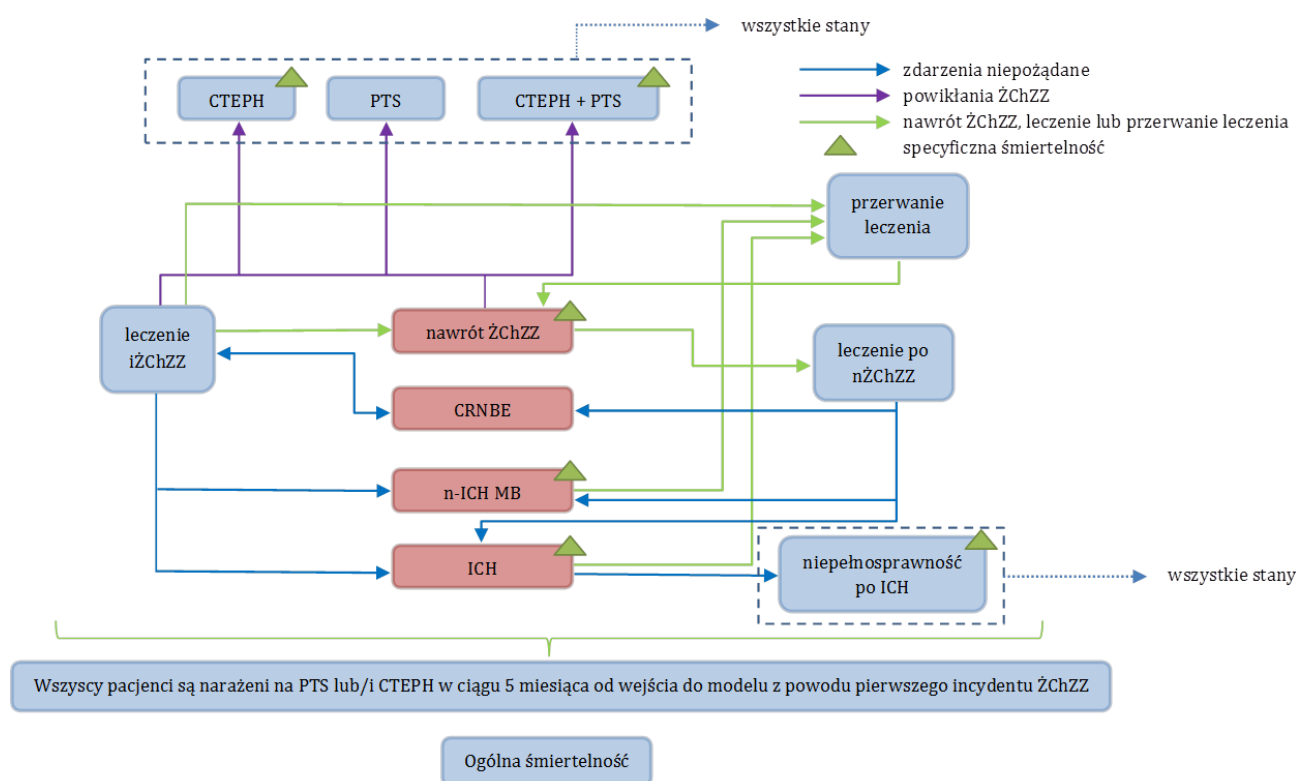 wszystkie stany
CTEPH
PTS
CTEPH + PTS
zdarzenia niepożądane
powikłania ŻChZZ
nawrót ŻChZZ, leczenie lub przerwanie leczenia
specyficzna śmiertelność
przerwanie
leczenia
leczenie
iŻChZZ
nawrót ŻChZZ
leczenie po
nŻChZZ
CRNBE
n-ICH MB
ICH
niepełnosprawność
po ICH
wszystkie stany
Wszyscy pacjenci są narażeni na PTS lub/i CTEPH w ciągu 5 miesiąca od wejścia do modelu z powodu pierwszego incydentu ŻChZZ
Ogólna śmiertelność